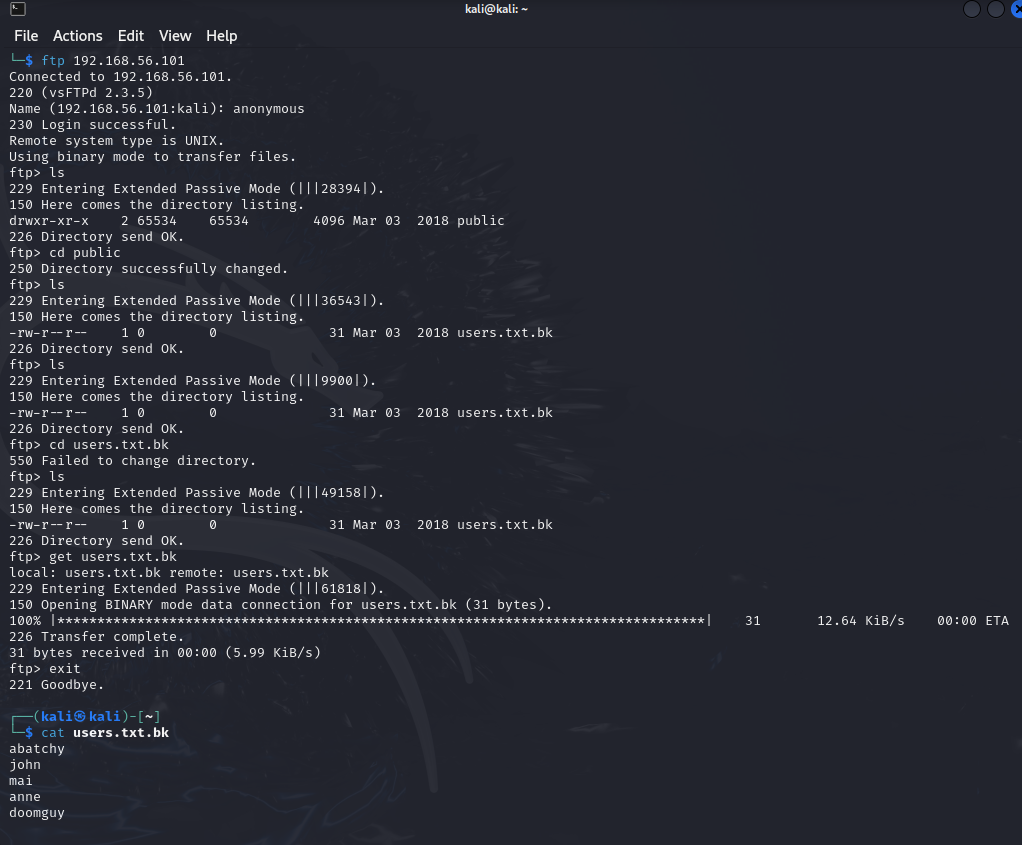 kali@kali: ~
File Actions Edit View Help
└─$ ftp 192.168.56.101
Connected to 192.168.56.101.
220 (vsFTPd 2.3.5)
Name (192.168.56.101:kali): anonymous
230 Login successful.
Remote system type is UNIX.
Using binary mode to transfer files.
ftp> ls
229 Entering Extended Passive Mode (|||28394|).
150 Here comes the directory listing.
drwxr-xr-x    2 65534    65534        4096 Mar 03  2018 public
226 Directory send OK.
ftp> cd public
250 Directory successfully changed.
ftp> ls
229 Entering Extended Passive Mode (|||36543|).
150 Here comes the directory listing.
-rw-r--r--    1 0        0              31 Mar 03  2018 users.txt.bk
226 Directory send OK.
ftp> ls
229 Entering Extended Passive Mode (|||9900|).
150 Here comes the directory listing.
-rw-r--r--    1 0        0              31 Mar 03  2018 users.txt.bk
226 Directory send OK.
ftp> cd users.txt.bk
550 Failed to change directory.
ftp> ls
229 Entering Extended Passive Mode (|||49158|).
150 Here comes the directory listing.
-rw-r--r--    1 0        0              31 Mar 03  2018 users.txt.bk
226 Directory send OK.
ftp> get users.txt.bk
local: users.txt.bk remote: users.txt.bk
229 Entering Extended Passive Mode (|||61818|).
150 Opening BINARY mode data connection for users.txt.bk (31 bytes).
100% |*********************************************************************************|    31       12.64 KiB/s    00:00 ETA
226 Transfer complete.
31 bytes received in 00:00 (5.99 KiB/s)
ftp> exit
221 Goodbye.
┌──(kali㉿kali)-[~]
└─$ cat users.txt.bk
abatchy
john
mai
anne
doomguy